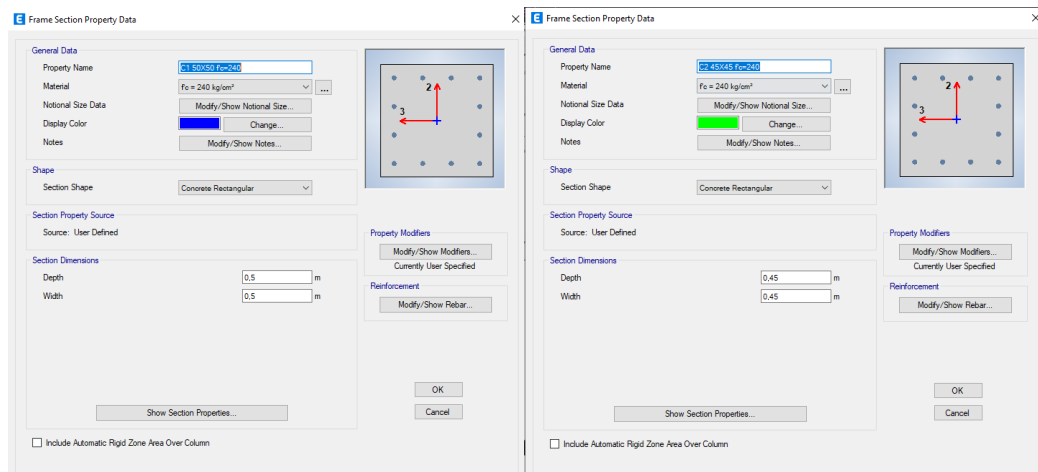 Frame Section Property Data
General Data
Property Name C1 50X50 f'c=240
Material f'c = 240 kg/cm² ...
Notional Size Data Modify/Show Notional Size...
Display Color Change...
Notes Modify/Show Notes...
2
3
Shape
Section Shape Concrete Rectangular
Section Property Source
Source: User Defined
Property Modifiers
Modify/Show Modifiers...
Currently User Specified
Section Dimensions
Depth 0,5 m
Width 0,5 m
Reinforcement
Modify/Show Rebar...
OK
Show Section Properties...
Cancel
Include Automatic Rigid Zone Area Over Column
Frame Section Property Data
General Data
Property Name C2 45X45 f'c=240
Material f'c = 240 kg/cm² ...
Notional Size Data Modify/Show Notional Size...
Display Color Change...
Notes Modify/Show Notes...
2
3
Shape
Section Shape Concrete Rectangular
Section Property Source
Source: User Defined
Property Modifiers
Modify/Show Modifiers...
Currently User Specified
Section Dimensions
Depth 0,45 m
Width 0,45 m
Reinforcement
Modify/Show Rebar...
OK
Show Section Properties...
Cancel
Include Automatic Rigid Zone Area Over Column